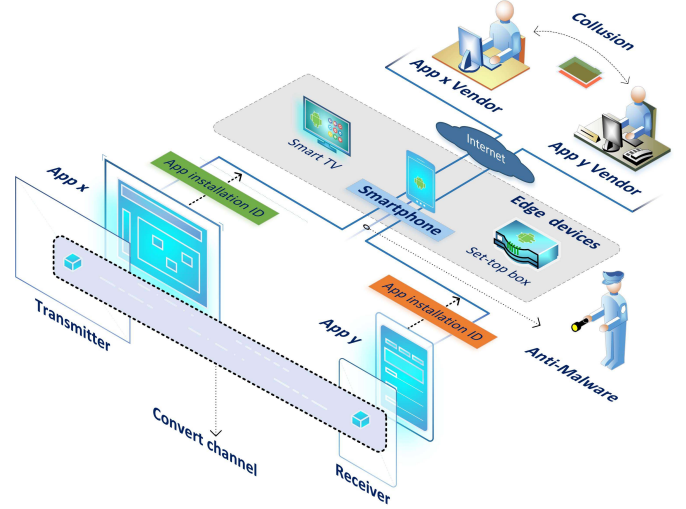 Collusion
App x Vendor
App y Vendor
Internet
Smart TV
Smartphone
Edge devices
Set-top box
App x
App installation ID
App installation ID
App y
Transmitter
Anti-Malware
Convert channel
Receiver